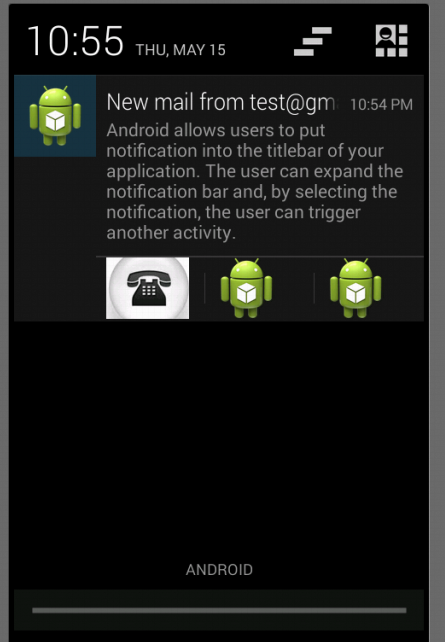 10:55 THU, MAY 15
New mail from test@gm 10:54 PM
Android allows users to put
notification into the titlebar of your
application. The user can expand the
notification bar and, by selecting the
notification, the user can trigger
another activity.
ANDROID